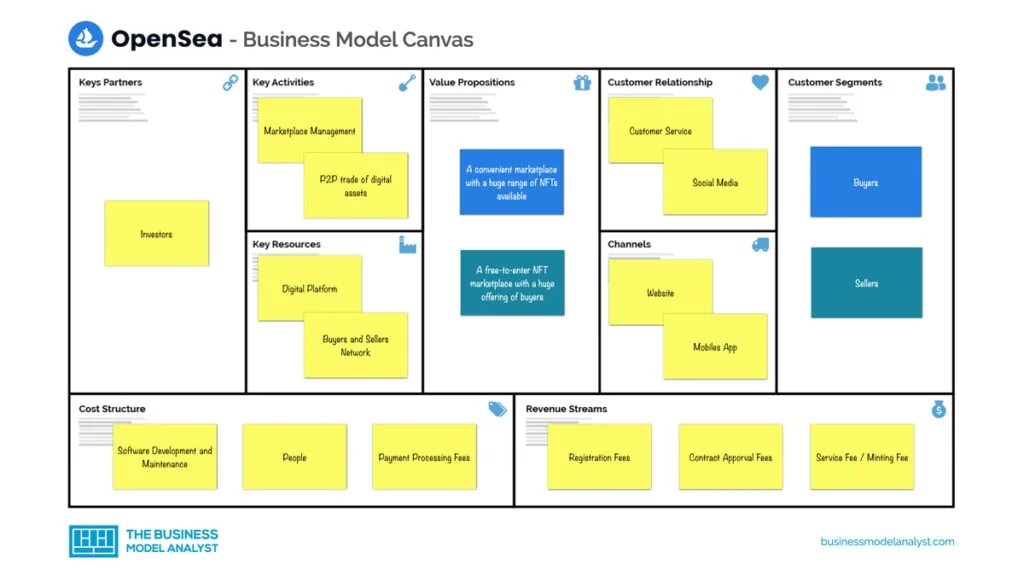 OpenSea - Business Model Canvas
Keys Partners
Investors
Key Activities
Marketplace Management
P2P trade of digital
assets
Key Resources
Digital Platform
Buyers and Sellers
Network
Value Propositions
A convenient marketplace
with a huge range of NFTs
available
A free-to-enter NFT
marketplace with a huge
offering of buyers
Customer Relationship
Customer Service
Social Media
Channels
Website
Mobiles App
Customer Segments
Buyers
Sellers
Cost Structure
Software Development and
Maintenance
People
Payment Processing Fees
Revenue Streams
Registration Fees
Contract Apporval Fees
Service Fee / Minting Fee
THE BUSINESS
MODEL ANALYST
businessmodelanalyst.com